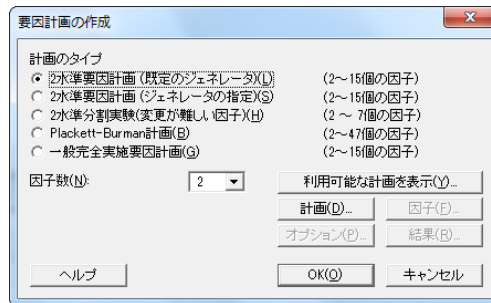 要因計画の作成
計画のタイプ
2水準要因計画(既定のジェネレータ)(L) (2～15個の因子)
2水準要因計画(ジェネレータの指定)(S) (2～15個の因子)
2水準分割実験(変更が難しい因子)(H) (2 ～ 7個の因子)
Plackett-Burman計画(B) (2～47個の因子)
一般完全実施要因計画(G) (2～15個の因子)
因子数(N): 2 利用可能な計画を表示(Y)...
計画(D)... 因子(F)...
オプション(P)... 結果(R)...
ヘルプ OK(O) キャンセル